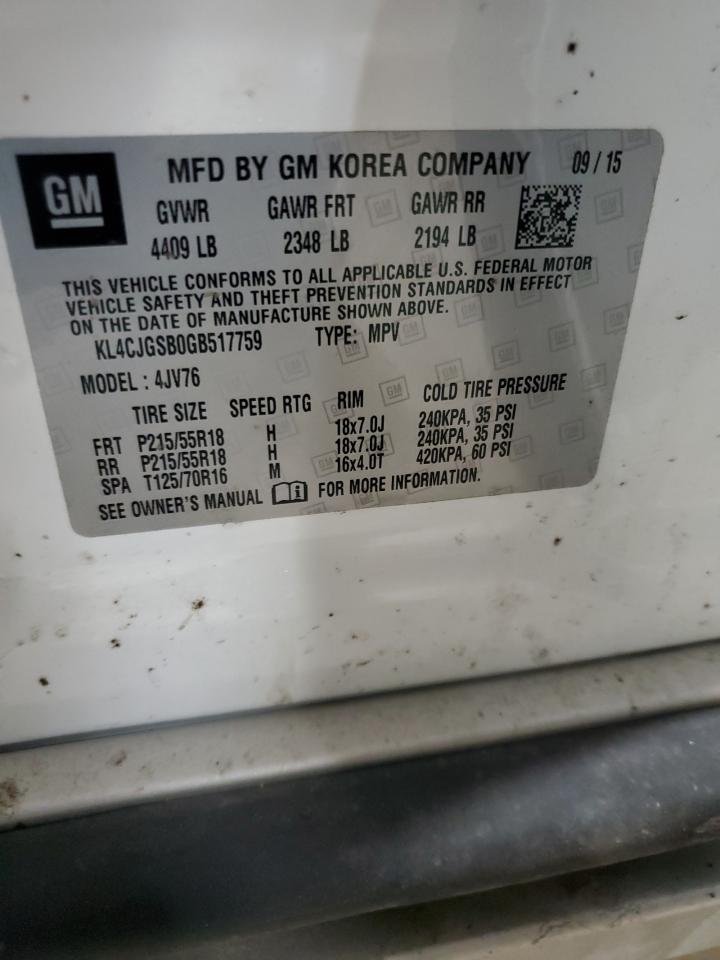 GM
MFD BY GM KOREA COMPANY 09 / 15
GVWR GAWR FRT GAWR RR
4409 LB 2348 LB 2194 LB
THIS VEHICLE CONFORMS TO ALL APPLICABLE U.S. FEDERAL MOTOR
VEHICLE SAFETY AND THEFT PREVENTION STANDARDS IN EFFECT
ON THE DATE OF MANUFACTURE SHOWN ABOVE.
KL4CJGSB0GB517759 TYPE: MPV
MODEL : 4JV76
TIRE SIZE SPEED RTG RIM COLD TIRE PRESSURE
FRT P215/55R18 H 18x7.0J 240KPA, 35 PSI
RR P215/55R18 H 18x7.0J 240KPA, 35 PSI
SPA T125/70R16 M 16x4.0T 420KPA, 60 PSI
SEE OWNER'S MANUAL FOR MORE INFORMATION.